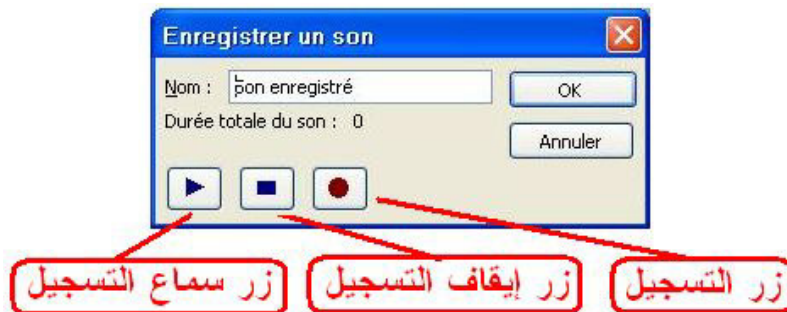 Enregistrer un son
Nom : Son enregistré
OK
Durée totale du son : 0
Annuler
زر التسجيل
زر إيقاف التسجيل
زر سماع التسجيل